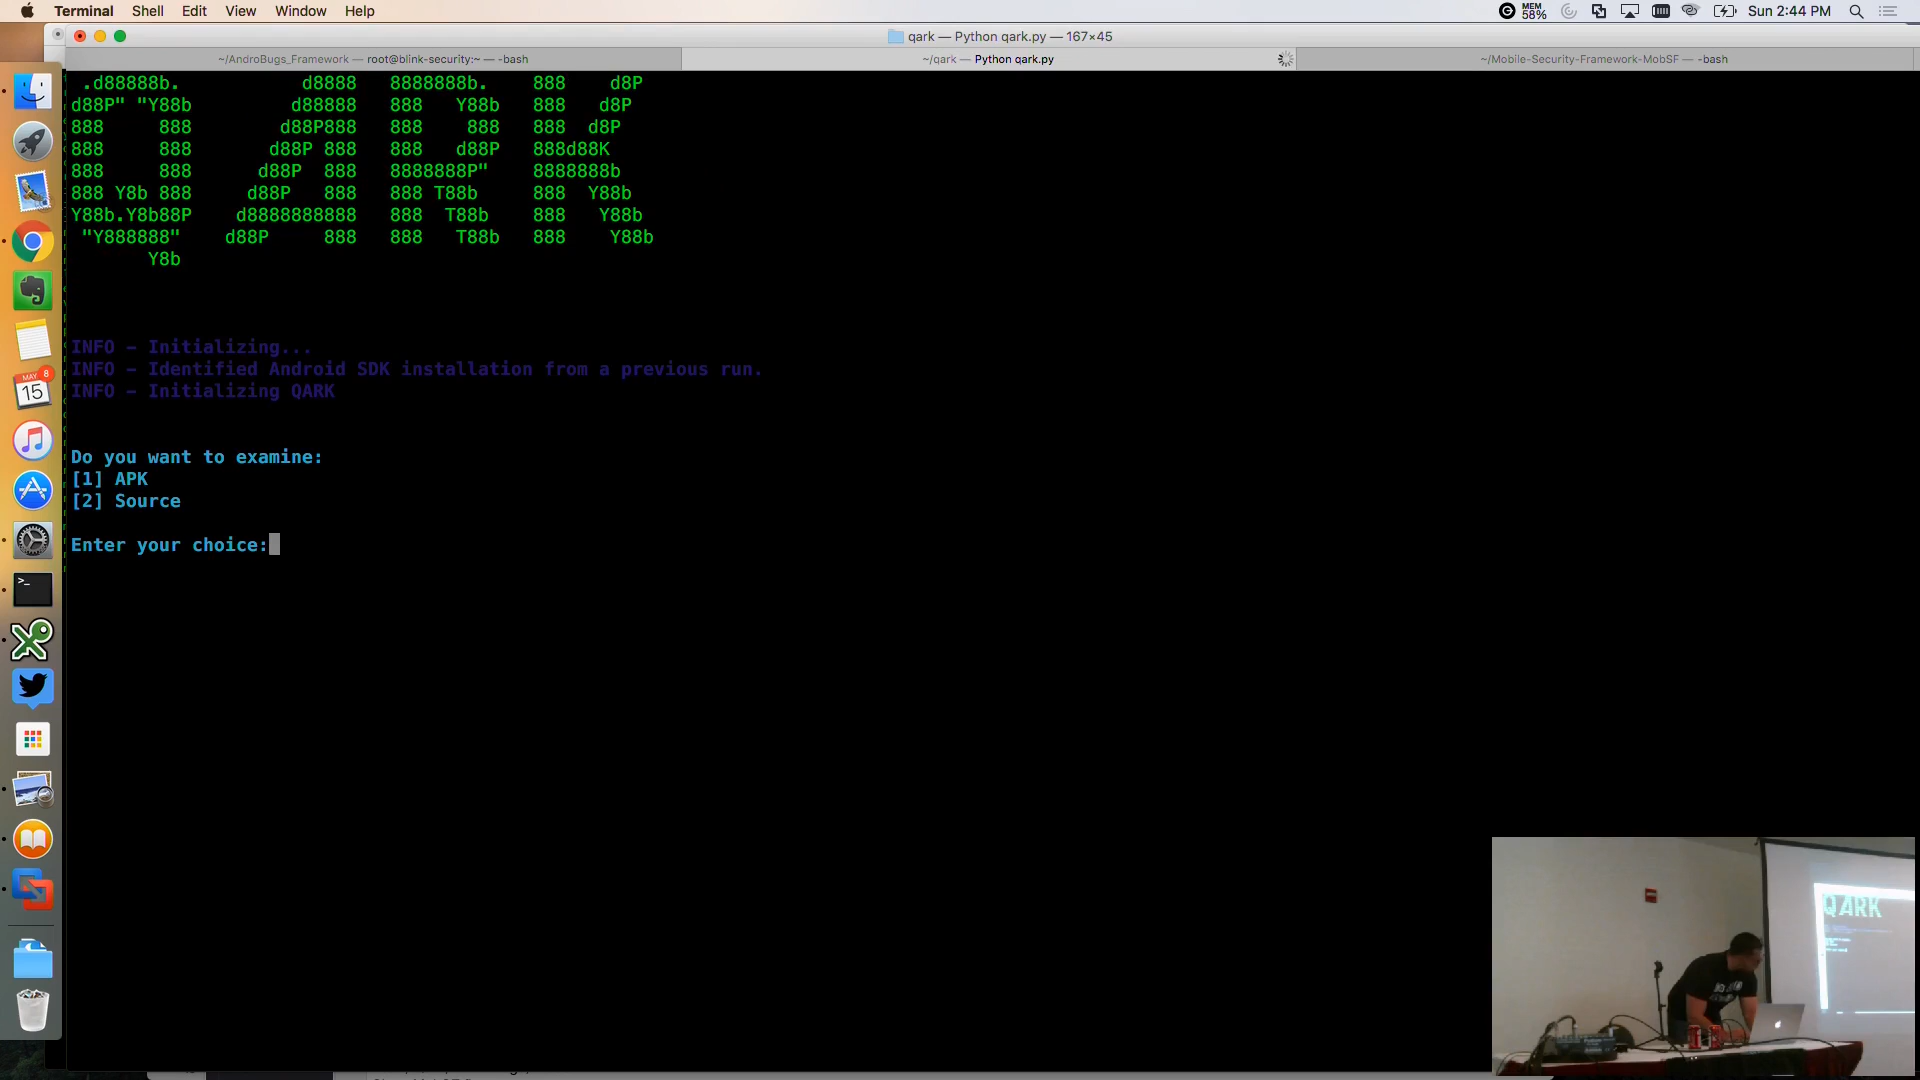 Terminal Shell Edit View Window Help
MEM 58% Sun 2:44 PM
qark — Python qark.py — 167×45
~/AndroBugs_Framework — root@blink-security:~ — -bash
~/qark — Python qark.py
~/Mobile-Security-Framework-MobSF — -bash
.d88888b. d8888 8888888b. 888 d8P
d88P" "Y88b d88888 888 Y88b 888 d8P
888 888 d88P888 888 888 888 d8P
888 888 d88P 888 888 d88P 888d88K
888 888 d88P 888 8888888P" 8888888b
888 Y8b 888 d88P 888 888 T88b 888 Y88b
Y88b.Y8b88P d8888888888 888 T88b 888 Y88b
"Y888888" d88P 888 888 T88b 888 Y88b
Y8b
INFO - Initializing...
INFO - Identified Android SDK installation from a previous run.
INFO - Initializing QARK
Do you want to examine:
[1] APK
[2] Source
Enter your choice:
MAY 8
15
QARK